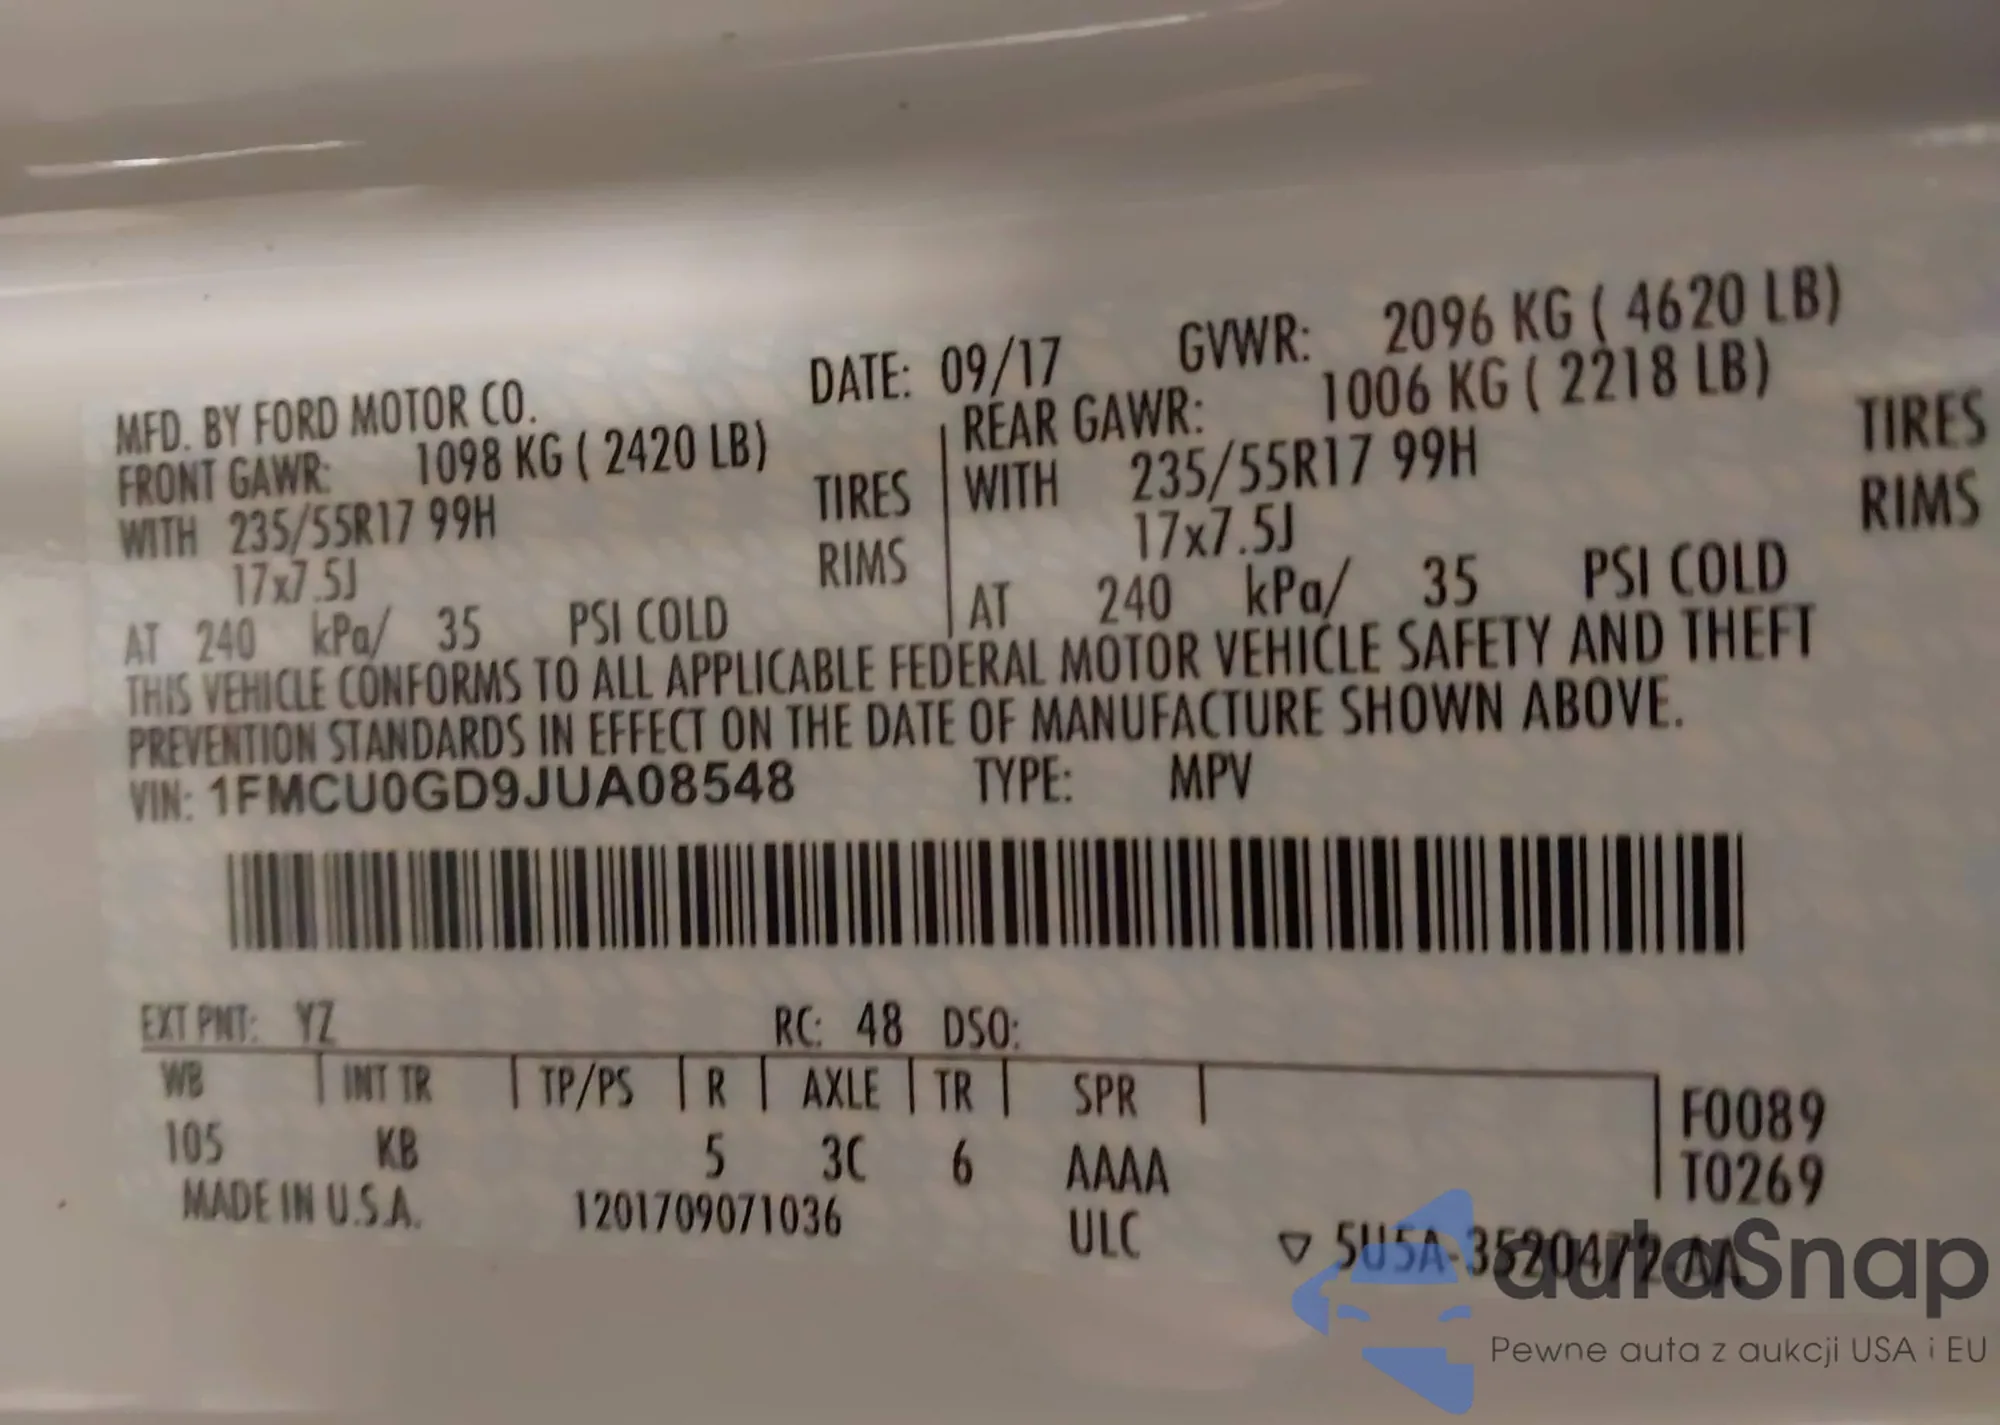 MFD. BY FORD MOTOR CO. DATE: 09/17 GVWR: 2096 KG ( 4620 LB)
FRONT GAWR: 1098 KG ( 2420 LB) REAR GAWR: 1006 KG ( 2218 LB)
WITH 235/55R17 99H TIRES WITH 235/55R17 99H TIRES
17x7.5J RIMS 17x7.5J RIMS
AT 240 kPa/ 35 PSI COLD AT 240 kPa/ 35 PSI COLD
THIS VEHICLE CONFORMS TO ALL APPLICABLE FEDERAL MOTOR VEHICLE SAFETY AND THEFT
PREVENTION STANDARDS IN EFFECT ON THE DATE OF MANUFACTURE SHOWN ABOVE.
VIN: 1FMCU0GD9JUA08548 TYPE: MPV
EXT PNT: YZ RC: 48 DSO:
WB INT TR TP/PS R AXLE TR SPR F0089
105 KB 5 3C 6 AAAA T0269
MADE IN U.S.A. 1201709071036 ULC ▽ 5U5A-3520472-AA
autaSnap
Pewne auta z aukcji USA i EU